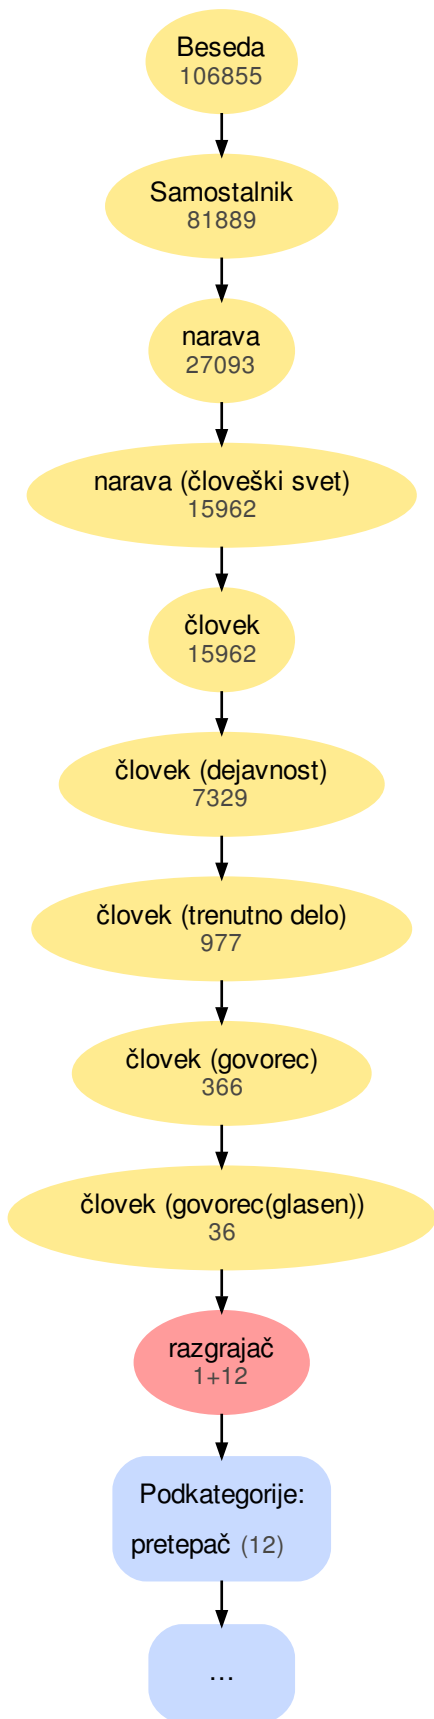 Beseda
106855
Samostalnik
81889
narava
27093
narava (človeški svet)
15962
človek
15962
človek (dejavnost)
7329
človek (trenutno delo)
977
človek (govorec)
366
človek (govorec(glasen))
36
razgrajač
1+12
Podkategorije:
pretepač (12)
...